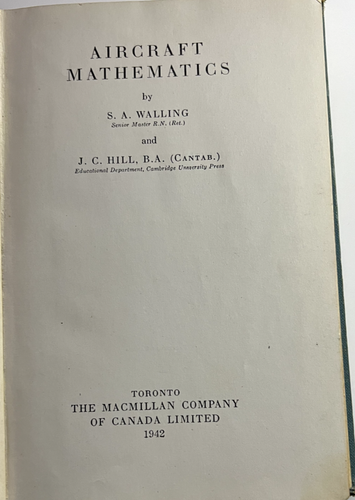 AIRCRAFT
MATHEMATICS
by
S. A. WALLING
Senior Master R.N. (Ret.)
and
J. C. HILL, B.A. (CANTAB.)
Educational Department, Cambridge University Press
TORONTO
THE MACMILLAN COMPANY
OF CANADA LIMITED
1942